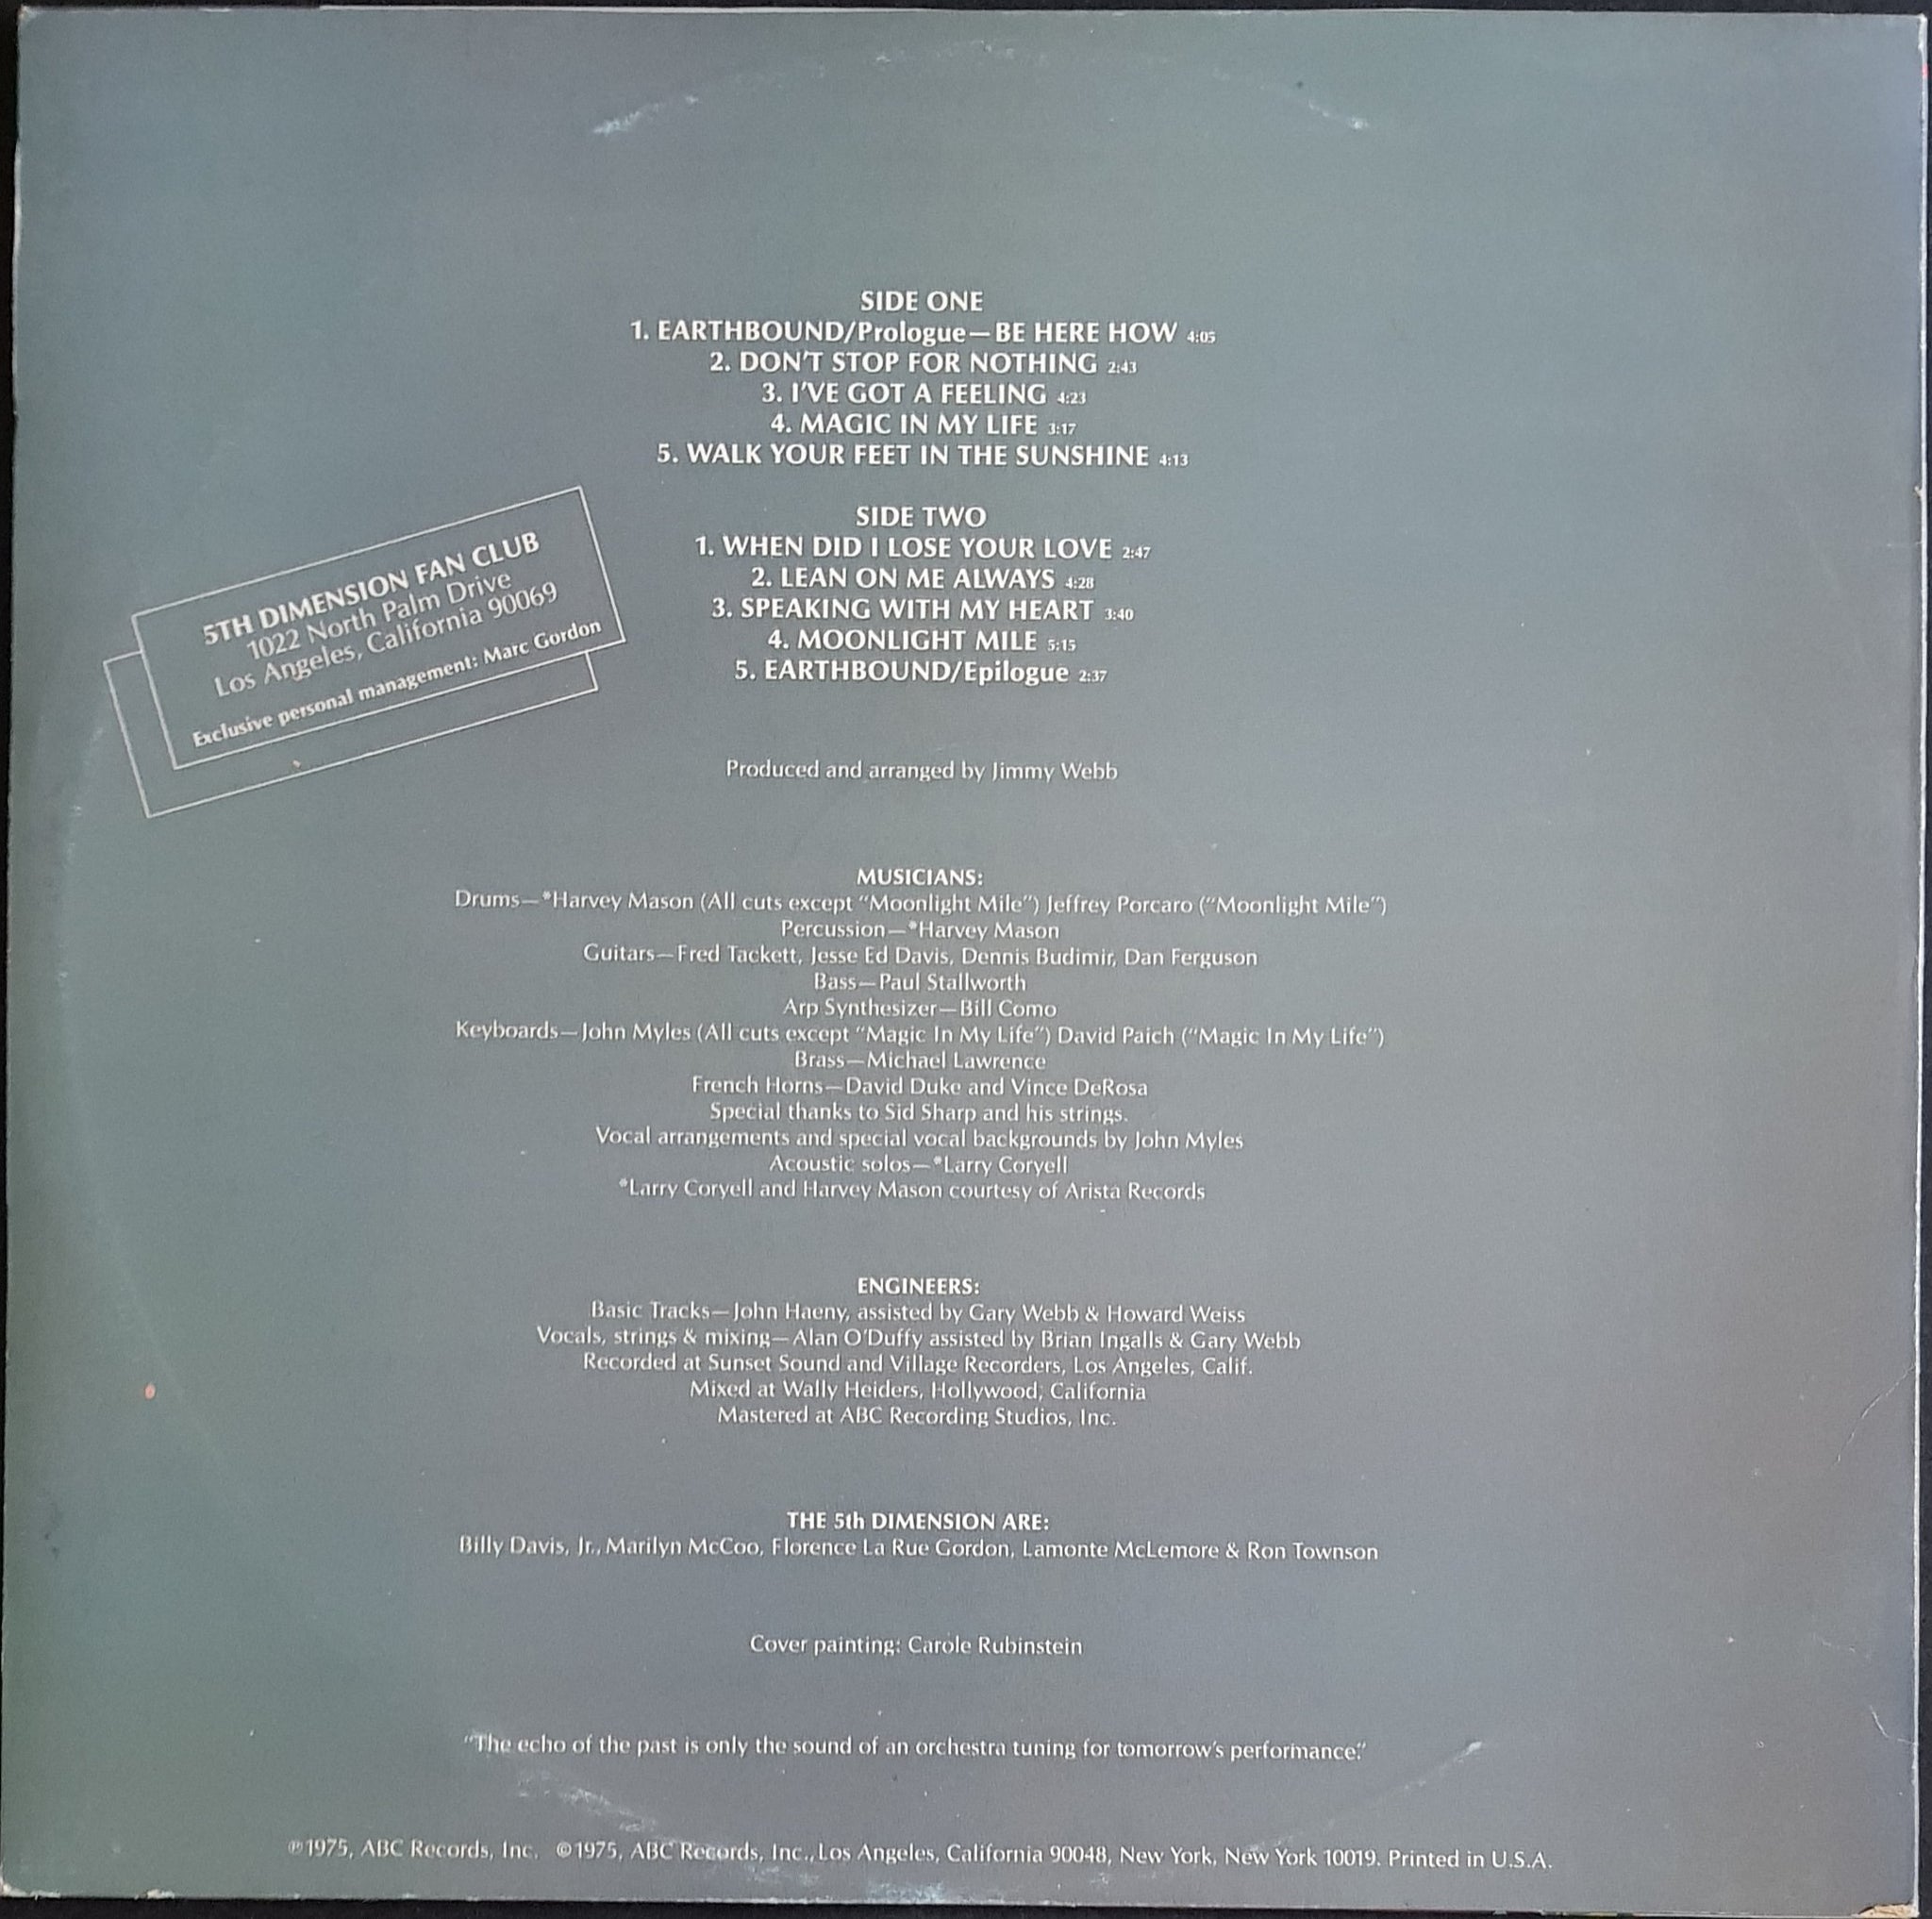 SIDE ONE
1. EARTHBOUND/Prologue—BE HERE HOW 4:05
2. DON'T STOP FOR NOTHING 2:43
3. I'VE GOT A FEELING 4:23
4. MAGIC IN MY LIFE 3:17
5. WALK YOUR FEET IN THE SUNSHINE 4:13
SIDE TWO
1. WHEN DID I LOSE YOUR LOVE 2:47
2. LEAN ON ME ALWAYS 4:28
3. SPEAKING WITH MY HEART 3:40
4. MOONLIGHT MILE 5:15
5. EARTHBOUND/Epilogue 2:37
5TH DIMENSION FAN CLUB
1022 North Palm Drive
Los Angeles, California 90069
Exclusive personal management: Marc Gordon
Produced and arranged by Jimmy Webb
MUSICIANS:
Drums—*Harvey Mason (All cuts except "Moonlight Mile") Jeffrey Porcaro ("Moonlight Mile")
Percussion—*Harvey Mason
Guitars—Fred Tackett, Jesse Ed Davis, Dennis Budimir, Dan Ferguson
Bass—Paul Stallworth
Arp Synthesizer—Bill Como
Keyboards—John Myles (All cuts except "Magic In My Life") David Paich ("Magic In My Life")
Brass—Michael Lawrence
French Horns—David Duke and Vince DeRosa
Special thanks to Sid Sharp and his strings.
Vocal arrangements and special vocal backgrounds by John Myles
Acoustic solos—*Larry Coryell
*Larry Coryell and Harvey Mason courtesy of Arista Records
ENGINEERS:
Basic Tracks—John Haeny, assisted by Gary Webb & Howard Weiss
Vocals, strings & mixing—Alan O'Duffy assisted by Brian Ingalls & Gary Webb
Recorded at Sunset Sound and Village Recorders, Los Angeles, Calif.
Mixed at Wally Heiders, Hollywood, California
Mastered at ABC Recording Studios, Inc.
THE 5th DIMENSION ARE:
Billy Davis, Jr., Marilyn McCoo, Florence La Rue Gordon, Lamonte McLemore & Ron Townson
Cover painting: Carole Rubinstein
"The echo of the past is only the sound of an orchestra tuning for tomorrow's performance."
℗1975, ABC Records, Inc. ©1975, ABC Records, Inc., Los Angeles, California 90048, New York, New York 10019. Printed in U.S.A.